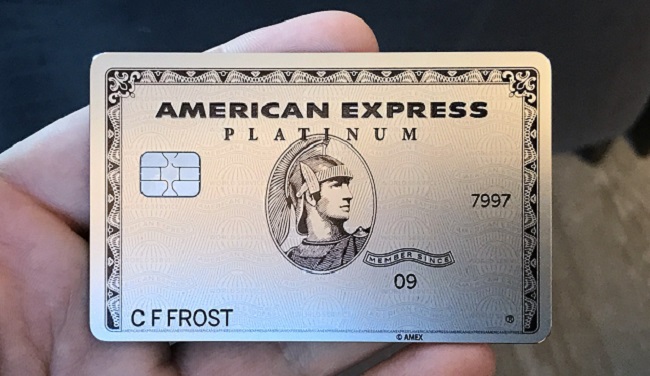 AMERICAN EXPRESS
PLATINUM
7997
MEMBER SINCE
09
C F FROST
®
© AMEX